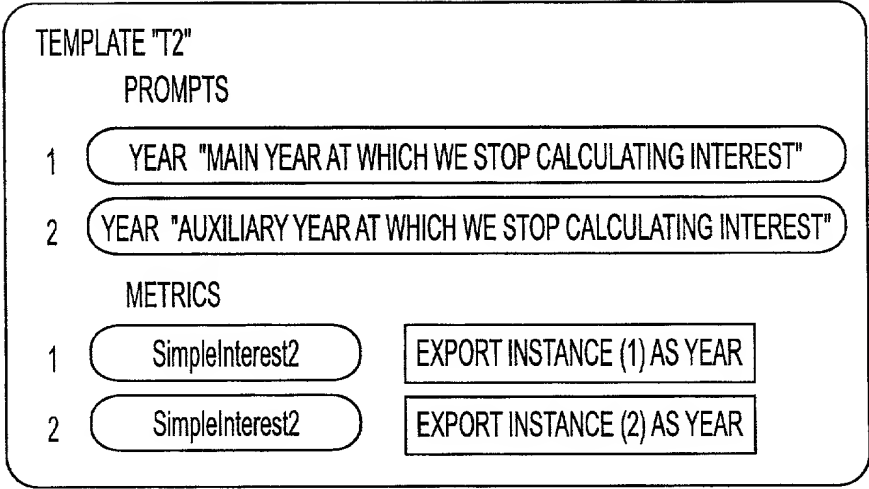 TEMPLATE "T2"
PROMPTS
1 YEAR "MAIN YEAR AT WHICH WE STOP CALCULATING INTEREST"
2 YEAR "AUXILIARY YEAR AT WHICH WE STOP CALCULATING INTEREST"
METRICS
1 SimpleInterest2 EXPORT INSTANCE (1) AS YEAR
2 SimpleInterest2 EXPORT INSTANCE (2) AS YEAR